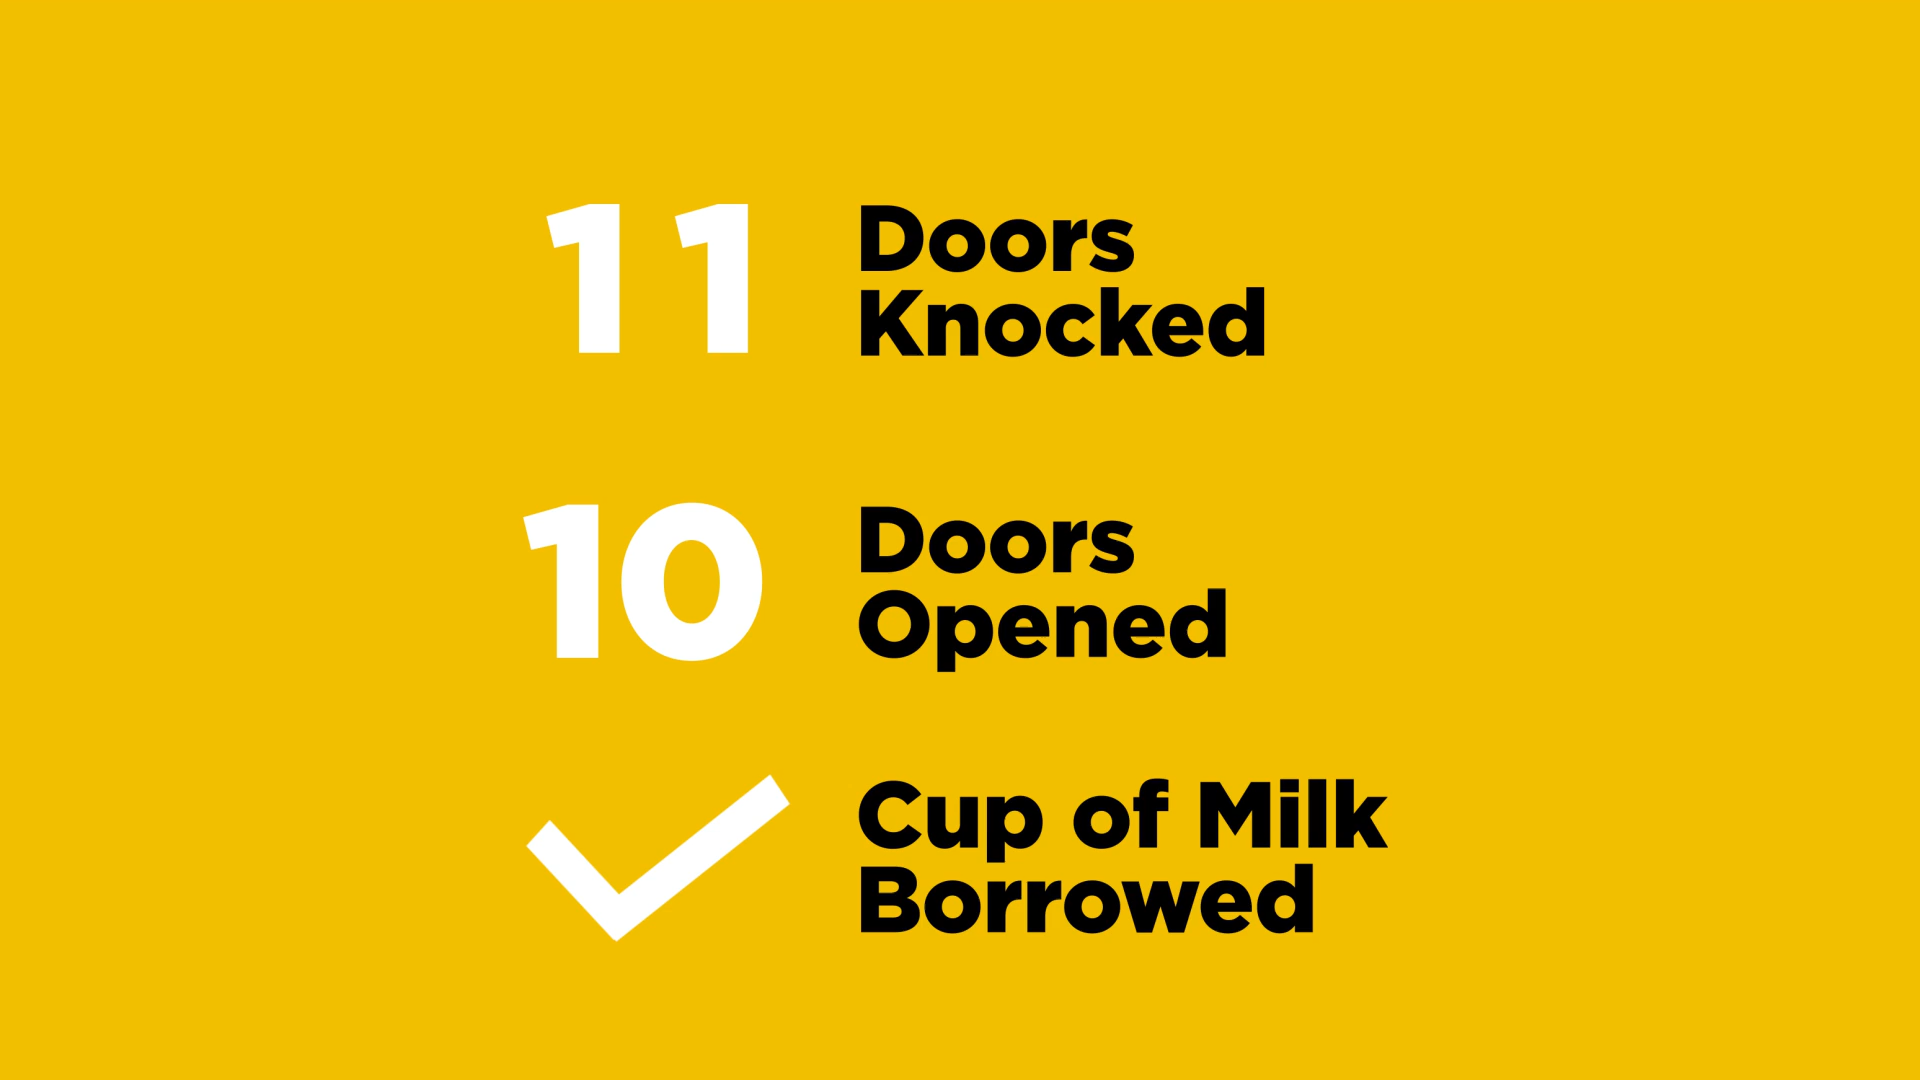 11 Doors
Knocked
10 Doors
Opened
Cup of Milk
Borrowed